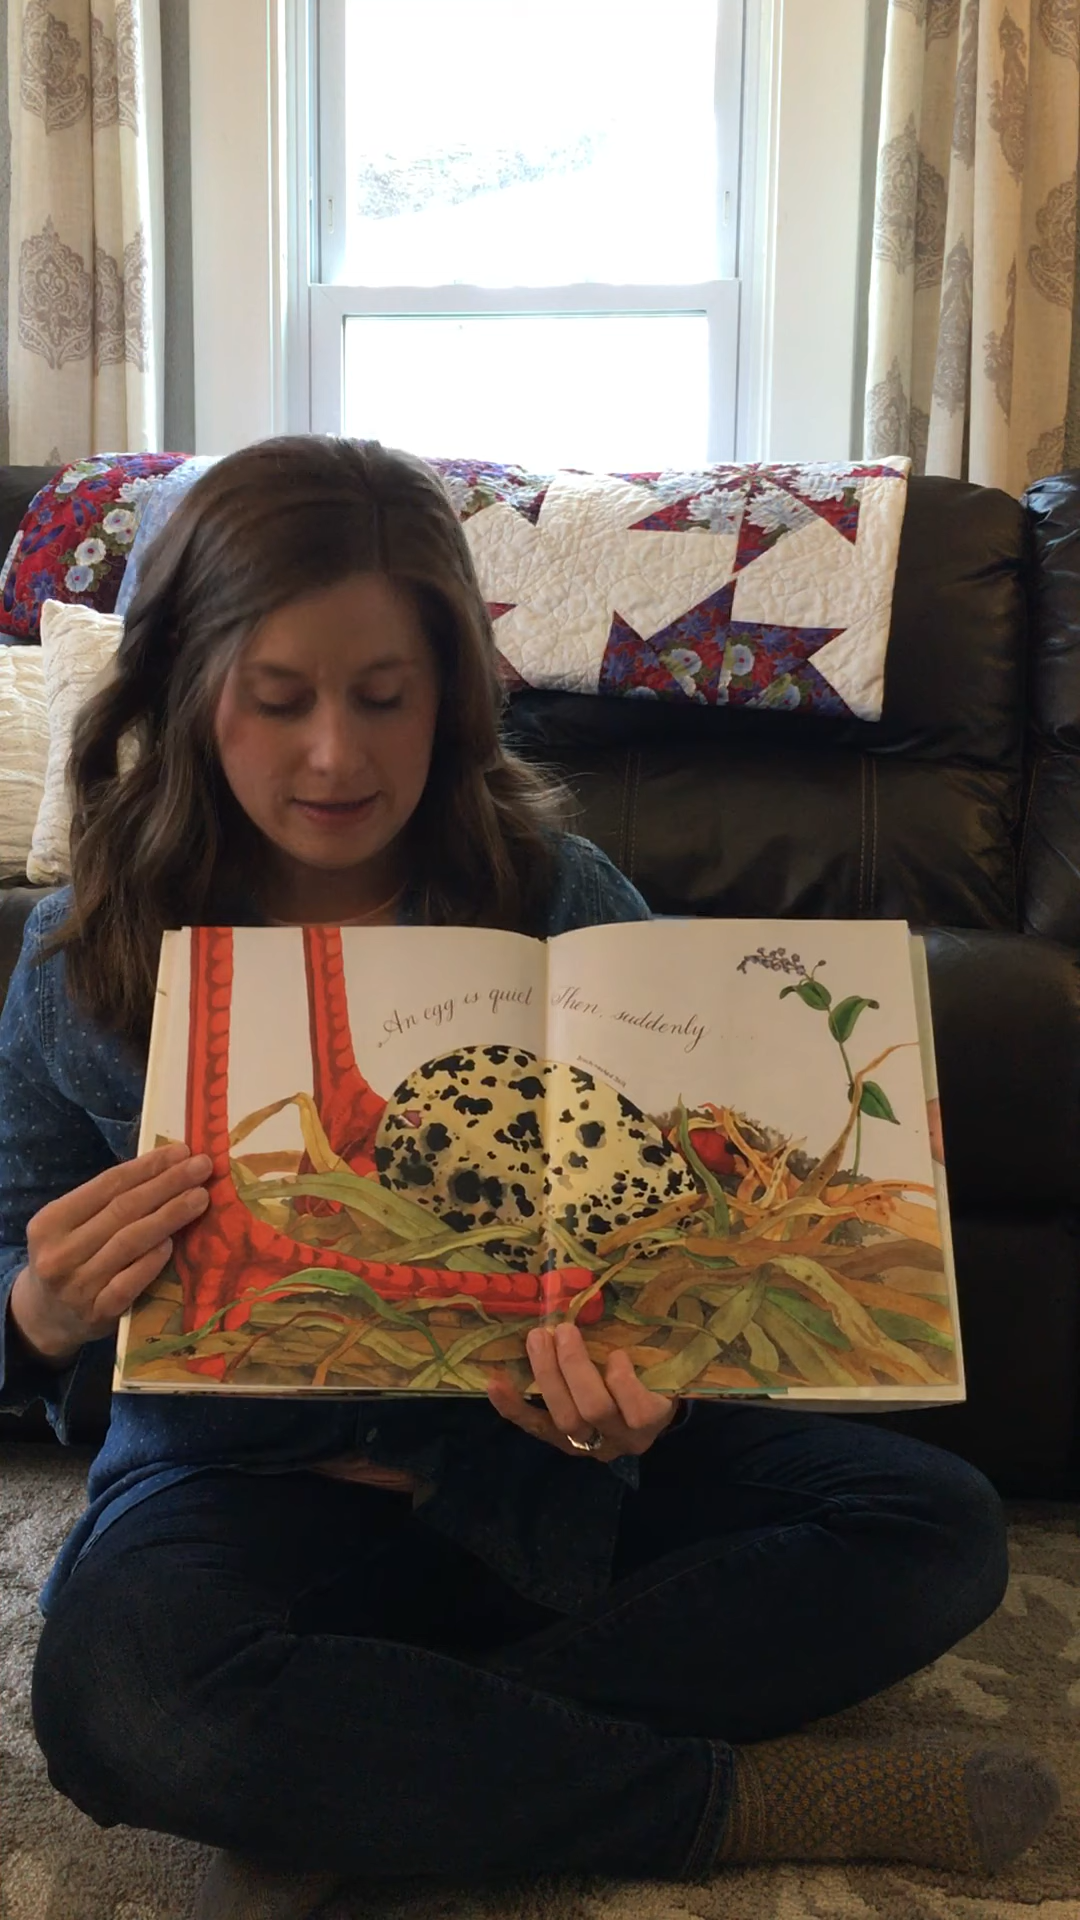 An egg is quiet. Then, suddenly . . .